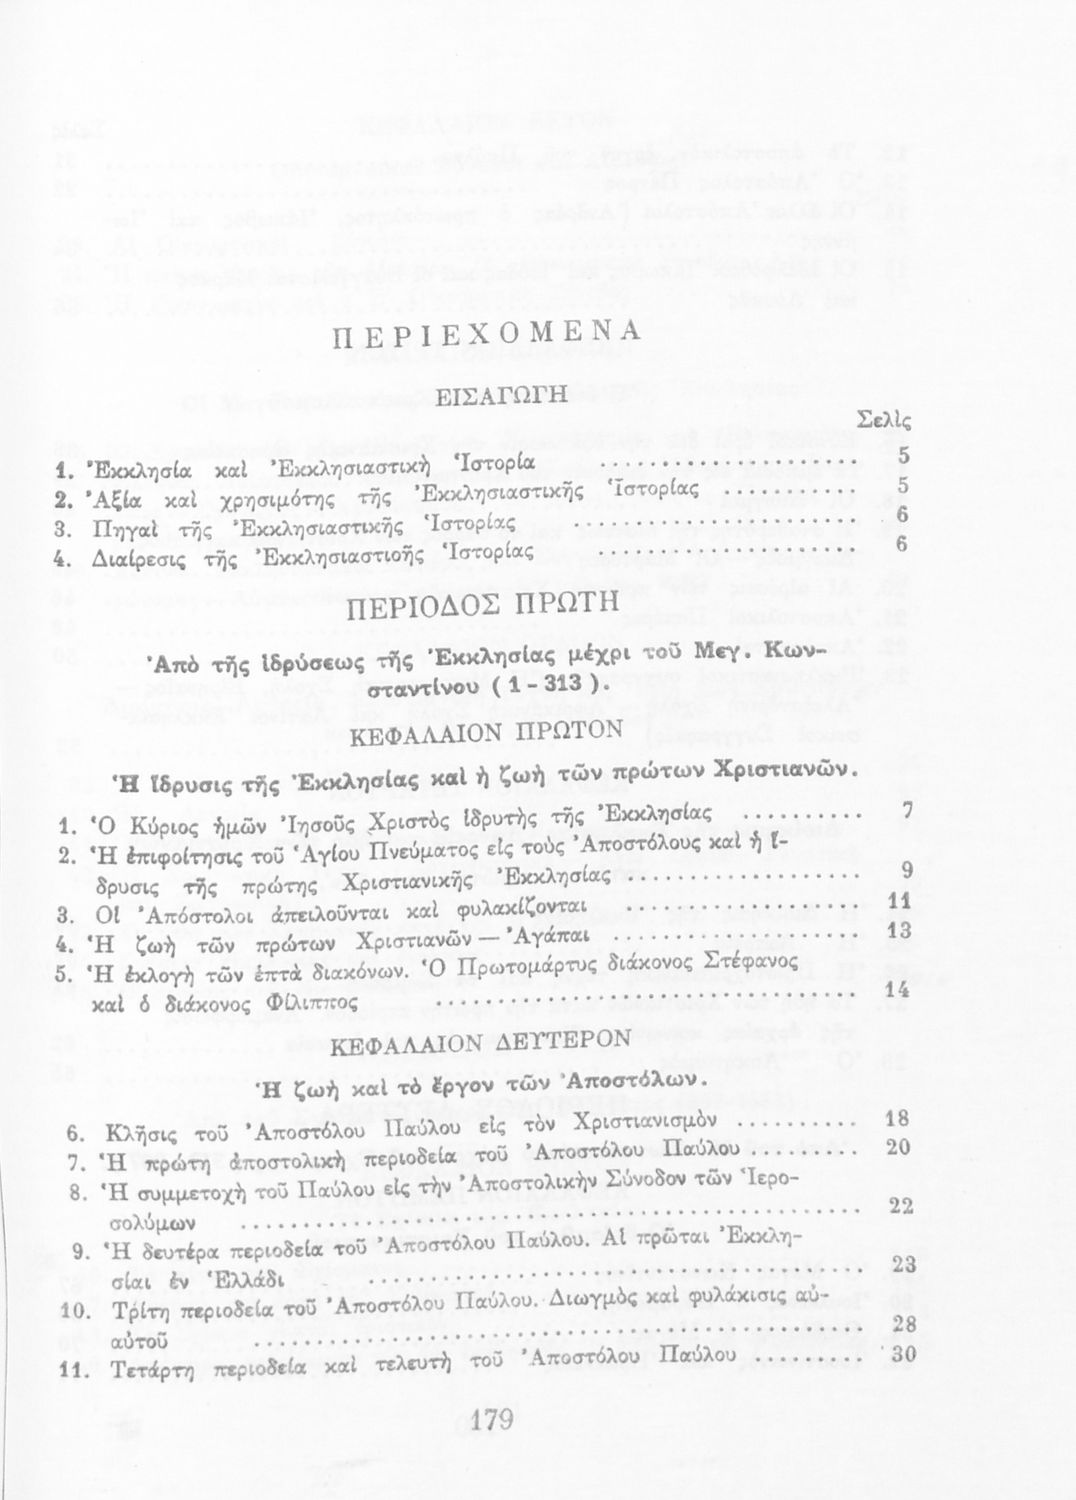 ΠΕΡΙΕΧΟΜΕΝΑ
ΕΙΣΑΓΩΓΗ
Σελὶς
1. Ἐκκλησία καὶ Ἐκκλησιαστικὴ Ἱστορία .................. 5
2. Ἀξία καὶ χρησιμότης τῆς Ἐκκλησιαστικῆς Ἱστορίας ........... 5
3. Πηγαὶ τῆς Ἐκκλησιαστικῆς Ἱστορίας .................... 6
4. Διαίρεσις τῆς Ἐκκλησιαστιοῆς Ἱστορίας .................. 6
ΠΕΡΙΟΔΟΣ ΠΡΩΤΗ
Ἀπὸ τῆς ἱδρύσεως τῆς Ἐκκλησίας μέχρι τοῦ Μεγ. Κων-
σταντίνου (1-313).
ΚΕΦΑΛΑΙΟΝ ΠΡΩΤΟΝ
Ἡ ἵδρυσις τῆς Ἐκκλησίας καὶ ἡ ζωὴ τῶν πρώτων Χριστιανῶν.
1. Ὁ Κύριος ἡμῶν Ἰησοῦς Χριστὸς ἱδρυτὴς τῆς Ἐκκλησίας .......... 7
2. Ἡ ἐπιφοίτησις τοῦ Ἁγίου Πνεύματος εἰς τοὺς Ἀποστόλους καὶ ἡ ἵ-
δρυσις τῆς πρώτης Χριστιανικῆς Ἐκκλησίας .................. 9
3. Οἱ Ἀπόστολοι ἀπειλοῦνται καὶ φυλακίζονται .................. 11
4. Ἡ ζωὴ τῶν πρώτων Χριστιανῶν — Ἀγάπαι .................. 13
5. Ἡ ἐκλογὴ τῶν ἑπτὰ διακόνων. Ὁ Πρωτομάρτυς διάκονος Στέφανος
καὶ ὁ διάκονος Φίλιππος .............................. 14
ΚΕΦΑΛΑΙΟΝ ΔΕΥΤΕΡΟΝ
Ἡ ζωὴ καὶ τὸ ἔργον τῶν Ἀποστόλων.
6. Κλῆσις τοῦ Ἀποστόλου Παύλου εἰς τὸν Χριστιανισμὸν .......... 18
7. Ἡ πρώτη ἀποστολικὴ περιοδεία τοῦ Ἀποστόλου Παύλου ......... 20
8. Ἡ συμμετοχὴ τοῦ Παύλου εἰς τὴν Ἀποστολικὴν Σύνοδον τῶν Ἱερο-
σολύμων ............................................ 22
9. Ἡ δευτέρα περιοδεία τοῦ Ἀποστόλου Παύλου. Αἱ πρῶται Ἐκκλη-
σίαι ἐν Ἑλλάδι .................................... 23
10. Τρίτη περιοδεία τοῦ Ἀποστόλου Παύλου. Διωγμὸς καὶ φυλάκισις αὐ-
αὐτοῦ ............................................ 28
11. Τετάρτη περιοδεία καὶ τελευτὴ τοῦ Ἀποστόλου Παύλου ......... 30
179